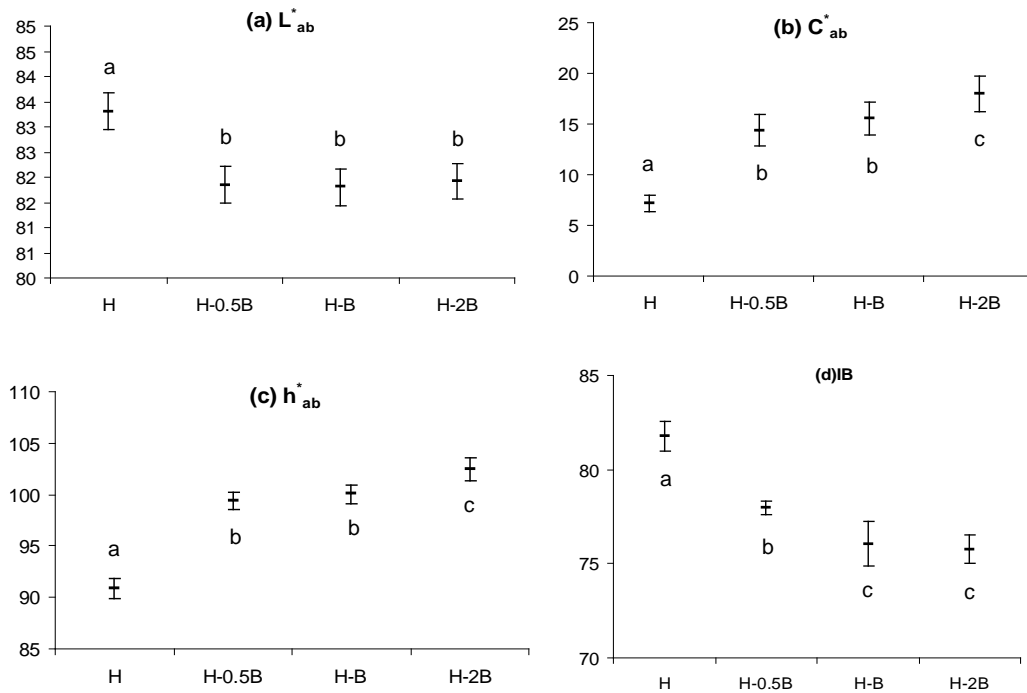 (a) L*ab
85
85
84
84
83
83
82
82
81
81
80
a
b
b
b
H H-0.5B H-B H-2B
(b) C*ab
25
20
15
10
5
0
a
b
b
c
H H-0.5B H-B H-2B
(c) h*ab
110
105
100
95
90
85
a
b
b
c
H H-0.5B H-B H-2B
(d)IB
85
80
75
70
a
b
c
c
H H-0.5B H-B H-2B